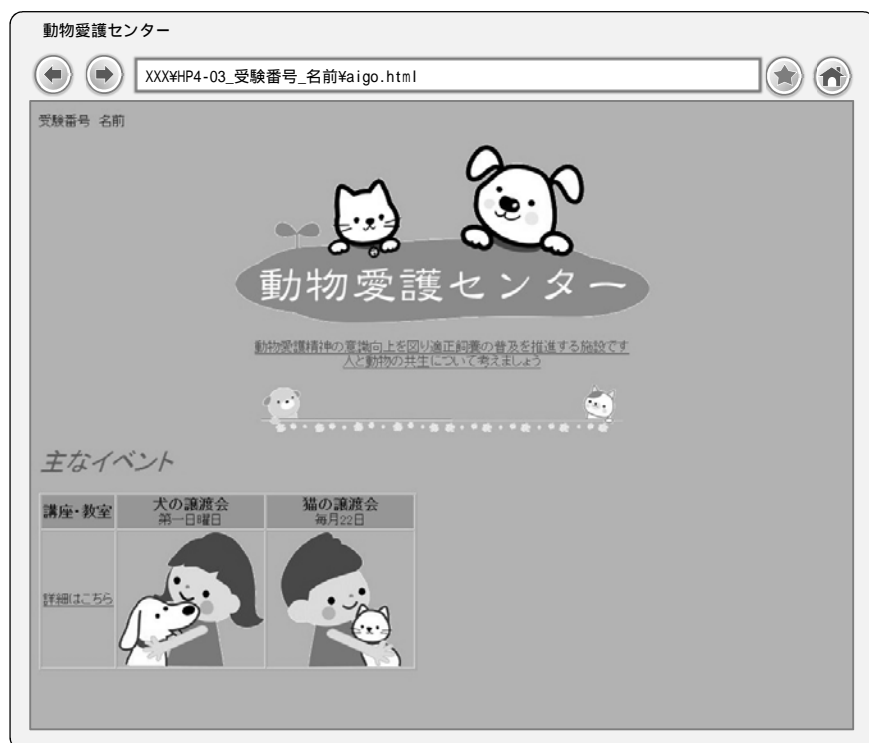 動物愛護センター
XXX¥HP4-03_受験番号_名前¥aigo.html
受験番号 名前
動物愛護センター
動物愛護精神の意識向上を図り適正飼養の普及を推進する施設です
人と動物の共生について考えましょう
主なイベント
講座・教室 犬の譲渡会 猫の譲渡会
第一日曜日 毎月22日
詳細はこちら